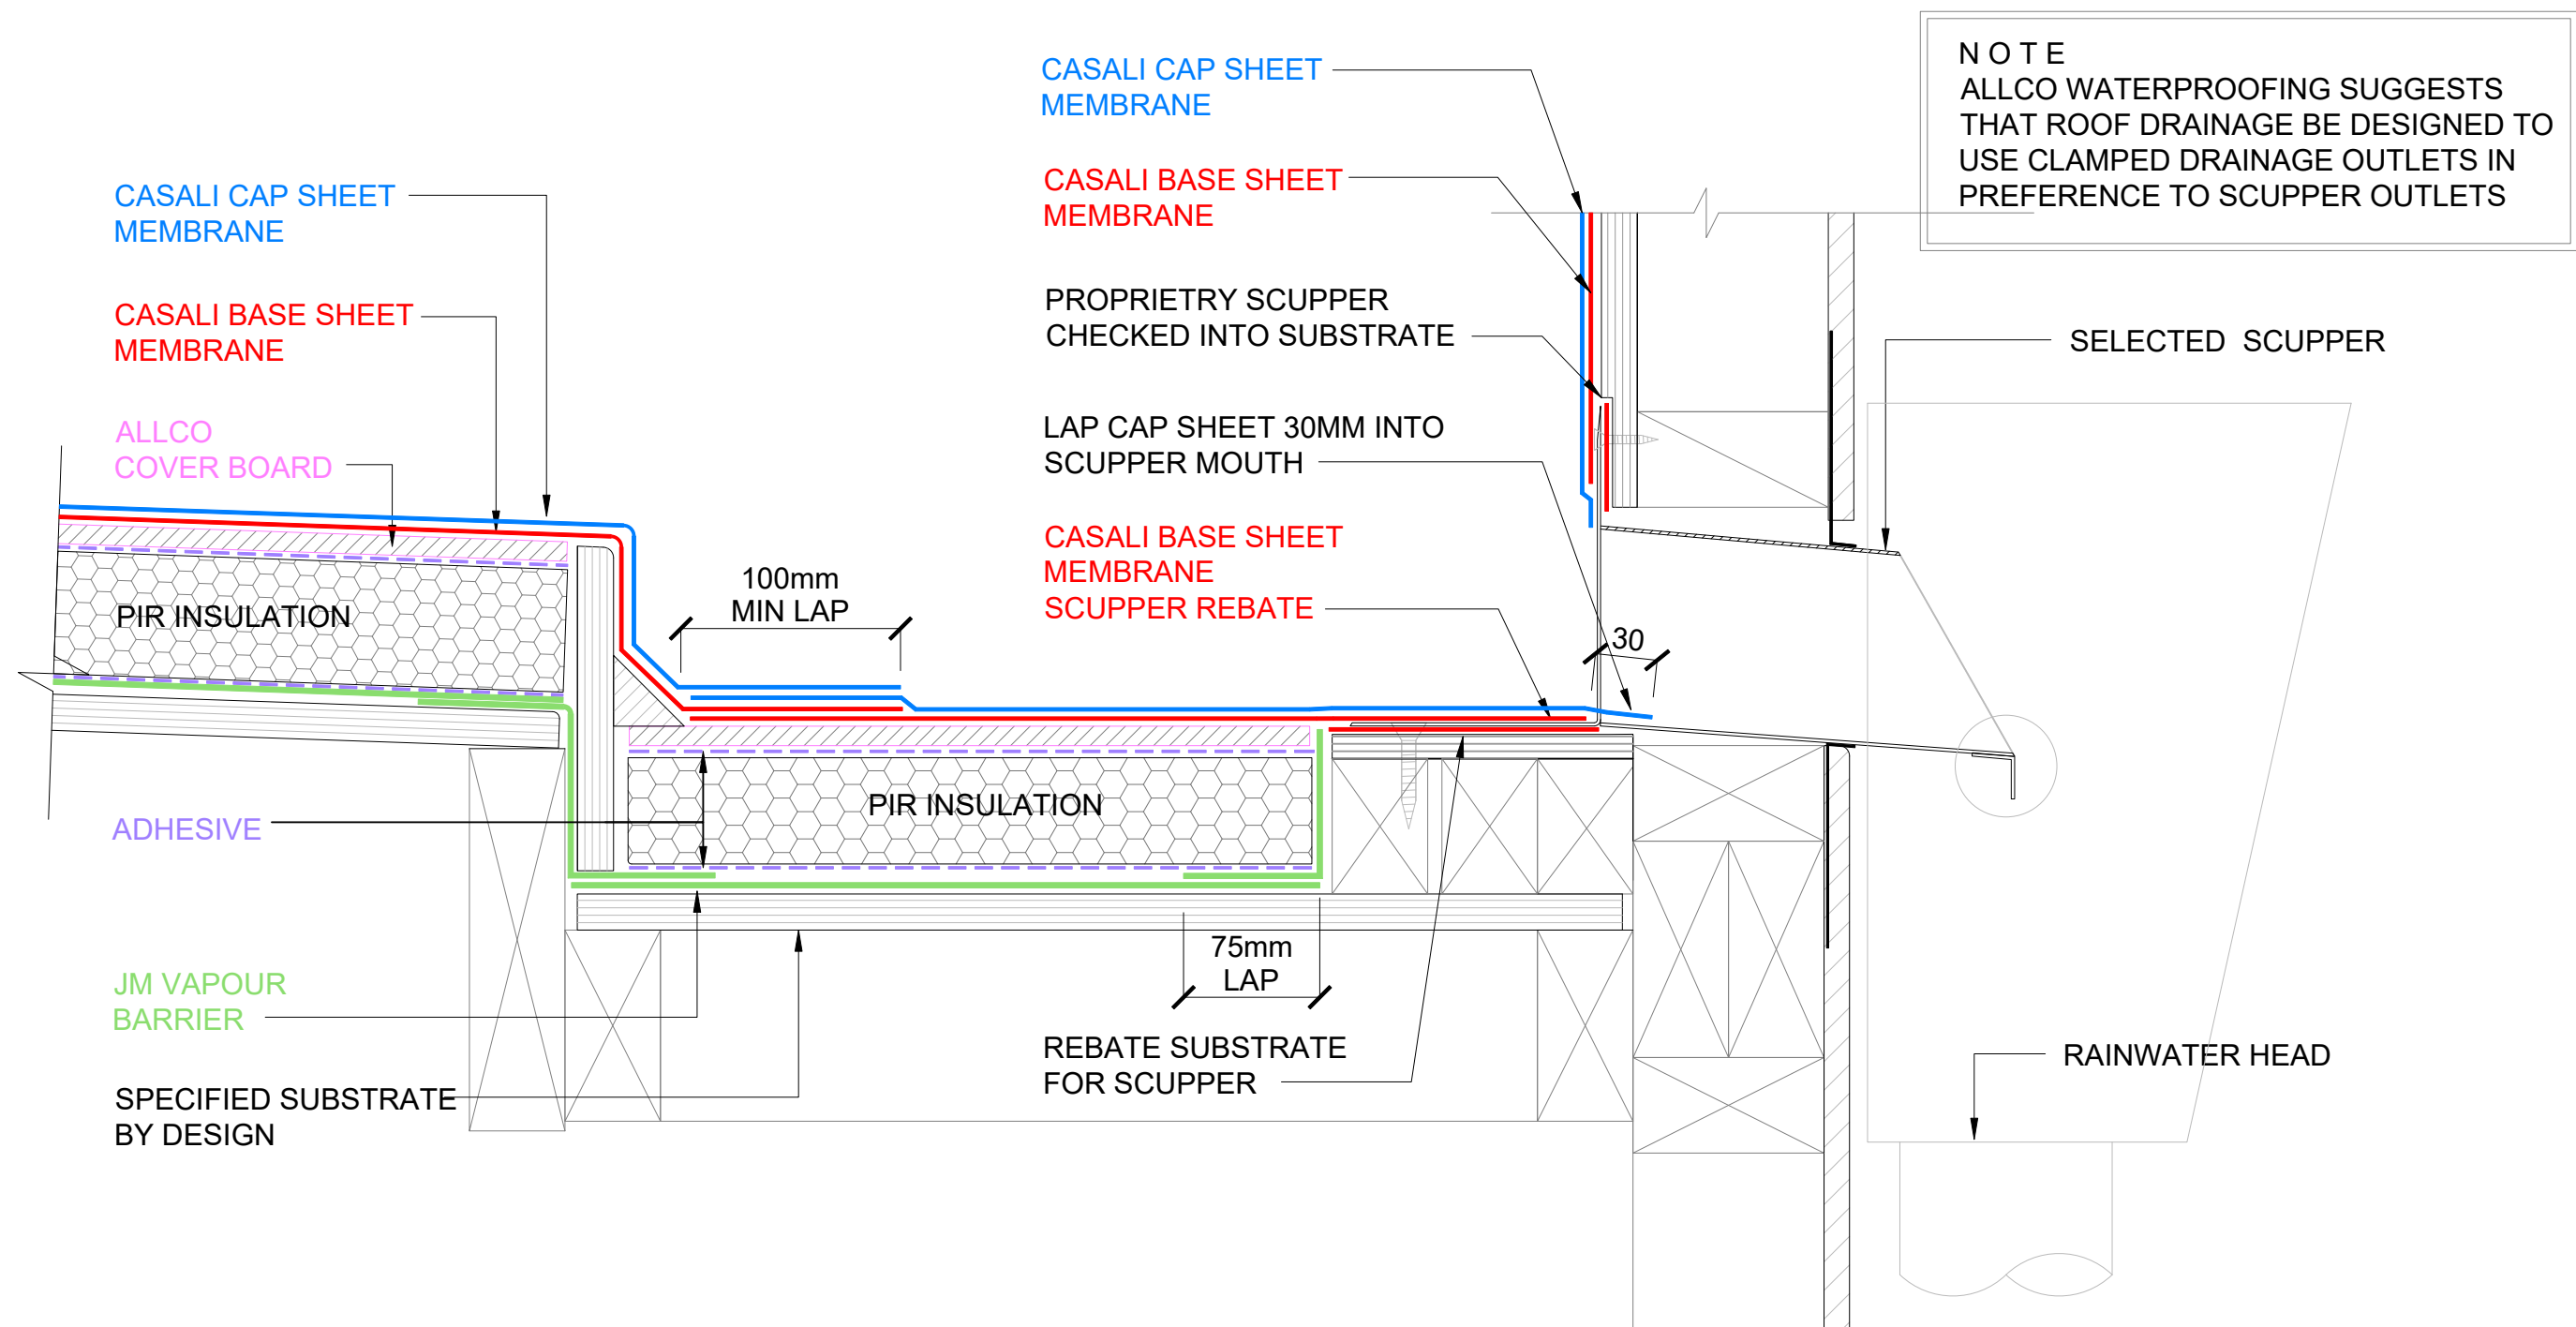 N O T E
ALLCO WATERPROOFING SUGGESTS
THAT ROOF DRAINAGE BE DESIGNED TO
USE CLAMPED DRAINAGE OUTLETS IN
PREFERENCE TO SCUPPER OUTLETS
CASALI CAP SHEET
MEMBRANE
CASALI BASE SHEET
MEMBRANE
ALLCO
COVER BOARD
PIR INSULATION
ADHESIVE
JM VAPOUR
BARRIER
SPECIFIED SUBSTRATE
BY DESIGN
100mm
MIN LAP
PIR INSULATION
75mm
LAP
CASALI CAP SHEET
MEMBRANE
CASALI BASE SHEET
MEMBRANE
PROPRIETRY SCUPPER
CHECKED INTO SUBSTRATE
LAP CAP SHEET 30MM INTO
SCUPPER MOUTH
CASALI BASE SHEET
MEMBRANE
SCUPPER REBATE
30
REBATE SUBSTRATE
FOR SCUPPER
SELECTED SCUPPER
RAINWATER HEAD